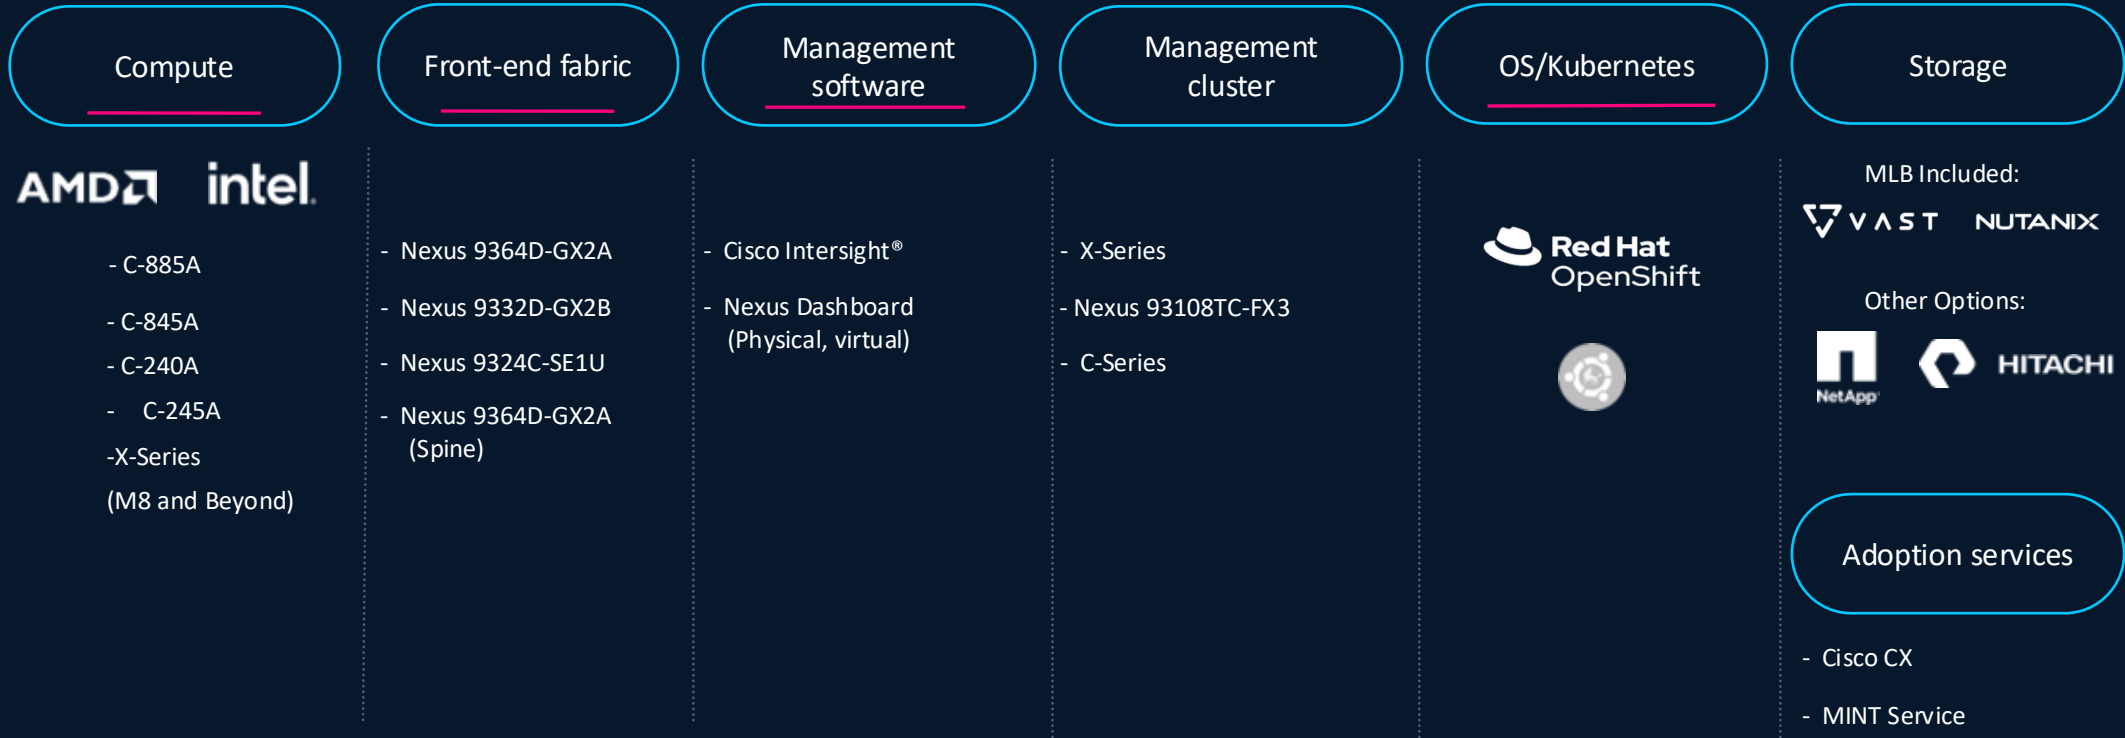 Compute
AMD intel.
- C-885A
- C-845A
- C-240A
- C-245A
-X-Series
(M8 and Beyond)
Front-end fabric
- Nexus 9364D-GX2A
- Nexus 9332D-GX2B
- Nexus 9324C-SE1U
- Nexus 9364D-GX2A
(Spine)
Management
software
- Cisco Intersight®
- Nexus Dashboard
(Physical, virtual)
Management
cluster
- X-Series
- Nexus 93108TC-FX3
- C-Series
OS/Kubernetes
Red Hat
OpenShift
Storage
MLB Included:
VAST NUTANIX
Other Options:
NetApp HITACHI
Adoption services
- Cisco CX
- MINT Service